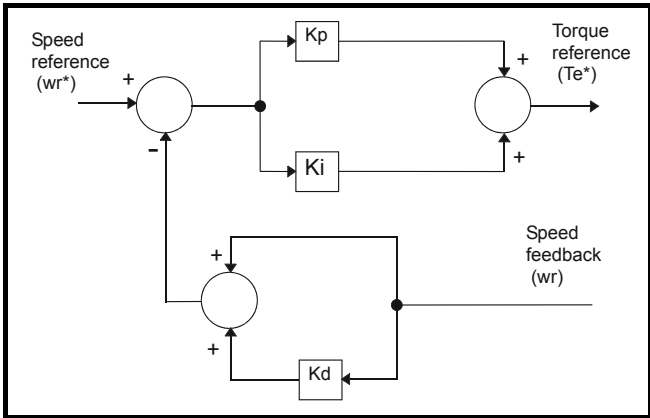 Speed
reference
(wr*)
+
-
Kp
Ki
+
+
Torque
reference
(Te*)
+
+
Kd
Speed
feedback
(wr)